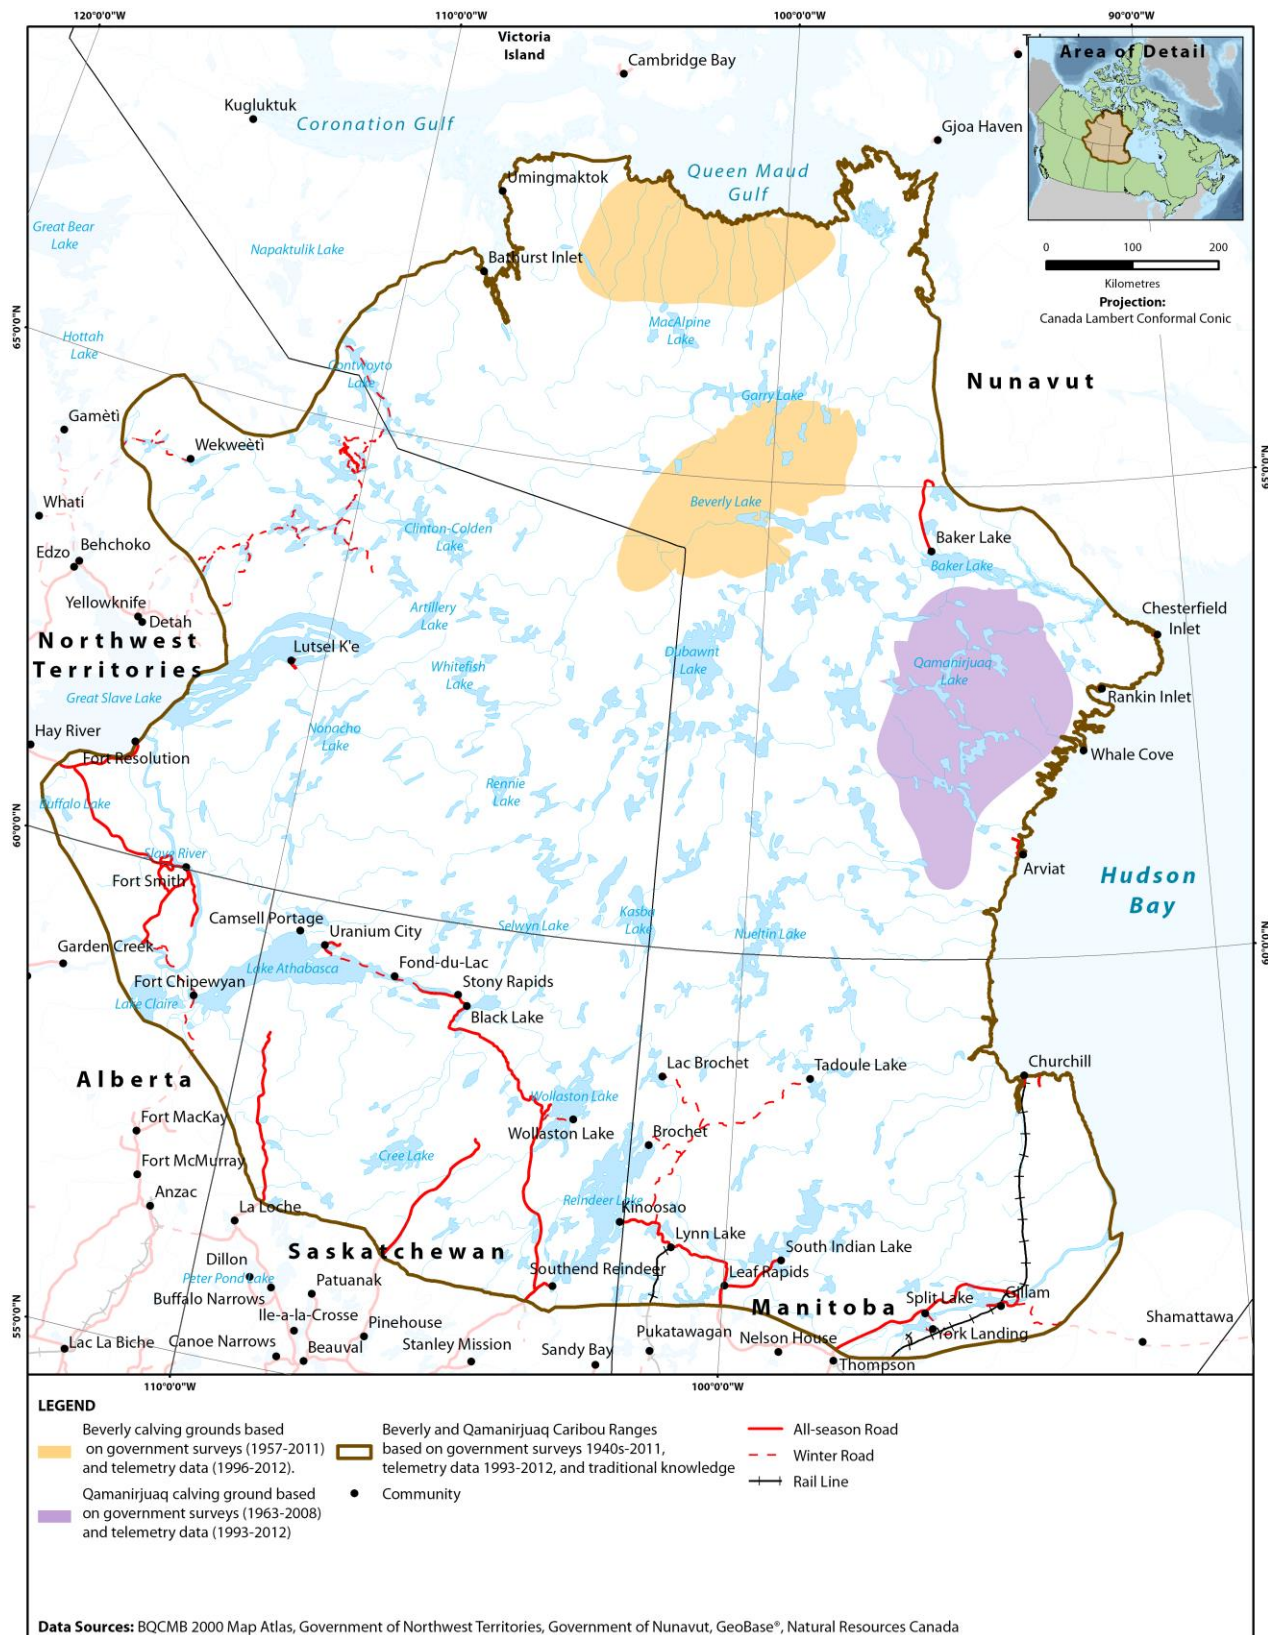 120°0'0"W
110°0'0"W
100°0'0"W
90°0'0"W
Victoria
Island
Cambridge Bay
Area of Detail
Kugluktuk
Coronation Gulf
Gjoa Haven
Queen Maud
Gulf
Umingmaktok
Great Bear
Lake
Napaktulik Lake
Bathurst Inlet
0
100
200
Kilometres
Projection:
Canada Lambert Conformal Conic
65°0'0"N
Hottah
Lake
MacAlpine
Lake
Contwoyto
Lake
Nunavut
Garry Lake
Gamètì
Wekweètì
65°0'0"N
Whati
Beverly Lake
Clinton-Colden
Lake
Edzo
Behchoko
Baker Lake
Baker Lake
Yellowknife
Detah
Artillery
Lake
Chesterfield
Inlet
Northwest
Territories
Lutsel K'e
Whitefish
Lake
Dubawnt
Lake
Qamanirjuaq
Lake
Great Slave Lake
Rankin Inlet
Hay River
Fort Resolution
Nonacho
Lake
Whale Cove
Rennie
Lake
Buffalo Lake
60°0'0"N
Slave River
Fort Smith
Arviat
Hudson
Bay
Camsell Portage
Uranium City
Selwyn Lake
Kasba
Lake
Nueltin Lake
60°0'0"N
Garden Creek
Lake Athabasca
Fond-du-Lac
Fort Chipewyan
Stony Rapids
Lake Claire
Black Lake
Alberta
Lac Brochet
Tadoule Lake
Churchill
Wollaston Lake
Fort MacKay
Wollaston Lake
Brochet
Cree Lake
Fort McMurray
Anzac
Reindeer Lake
La Loche
Kinoosao
Saskatchewan
Lynn Lake
South Indian Lake
Dillon
Peter Pond Lake
Patuanak
Southend Reindeer
Leaf Rapids
Buffalo Narrows
Manitoba
Split Lake
Gillam
55°0'0"N
Ile-a-la-Crosse
Pinehouse
York Landing
Shamattawa
Lac La Biche
Canoe Narrows
Beauval
Stanley Mission
Sandy Bay
Pukatawagan
Nelson House
Thompson
110°0'0"W
100°0'0"W
LEGEND
Beverly calving grounds based
on government surveys (1957-2011)
and telemetry data (1996-2012).
Qamanirjuaq calving ground based
on government surveys (1963-2008)
and telemetry data (1993-2012)
Beverly and Qamanirjuaq Caribou Ranges
based on government surveys 1940s-2011,
telemetry data 1993-2012, and traditional knowledge
Community
All-season Road
Winter Road
Rail Line
Data Sources: BQCMB 2000 Map Atlas, Government of Northwest Territories, Government of Nunavut, GeoBase®, Natural Resources Canada